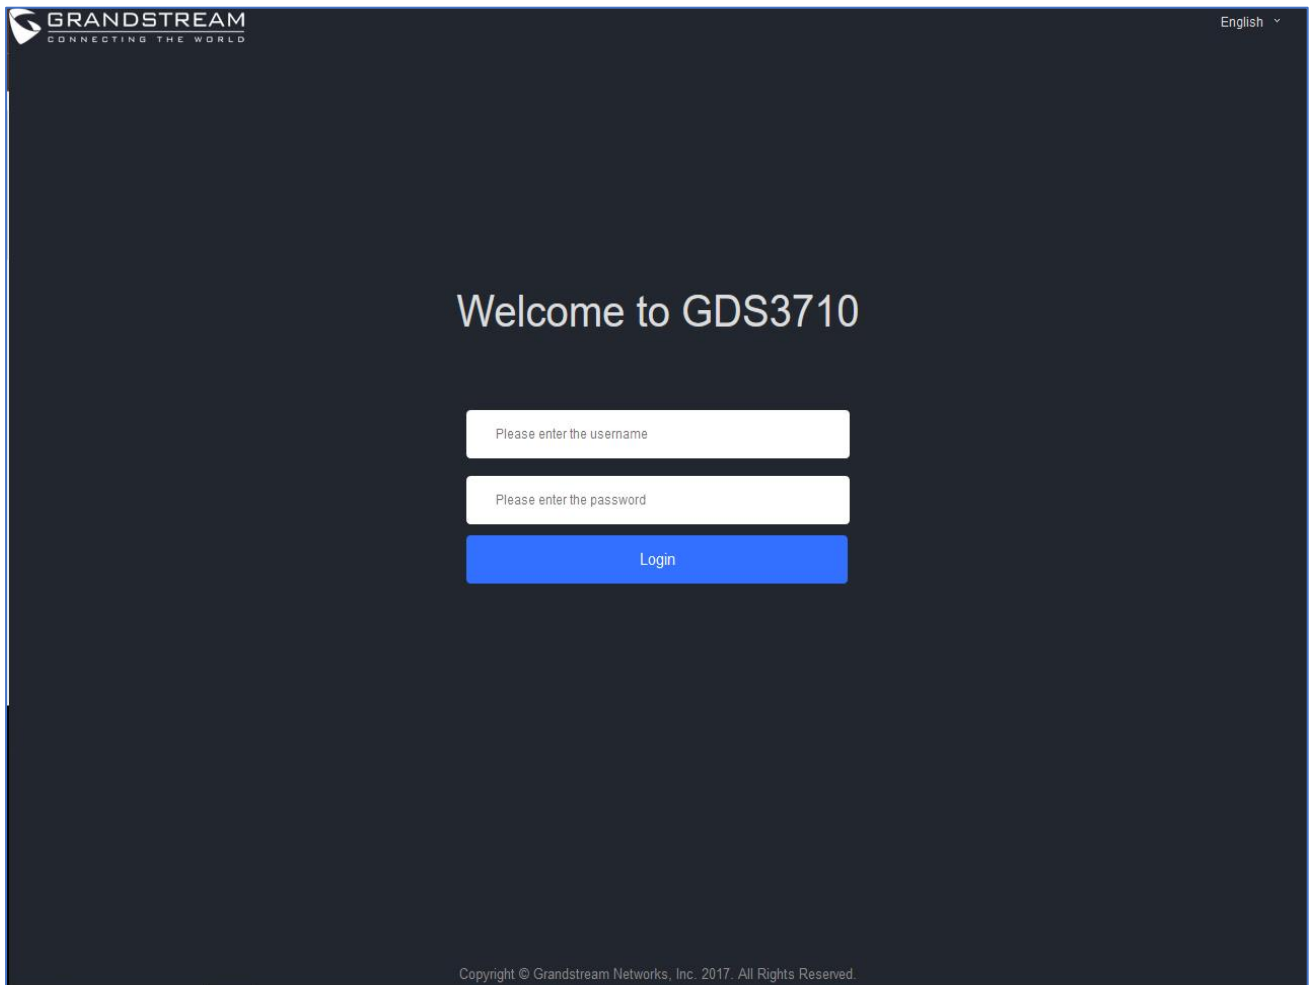 GRANDSTREAM
CONNECTING THE WORLD
English
Welcome to GDS3710
Please enter the username
Please enter the password
Login
Copyright © Grandstream Networks, Inc. 2017. All Rights Reserved.